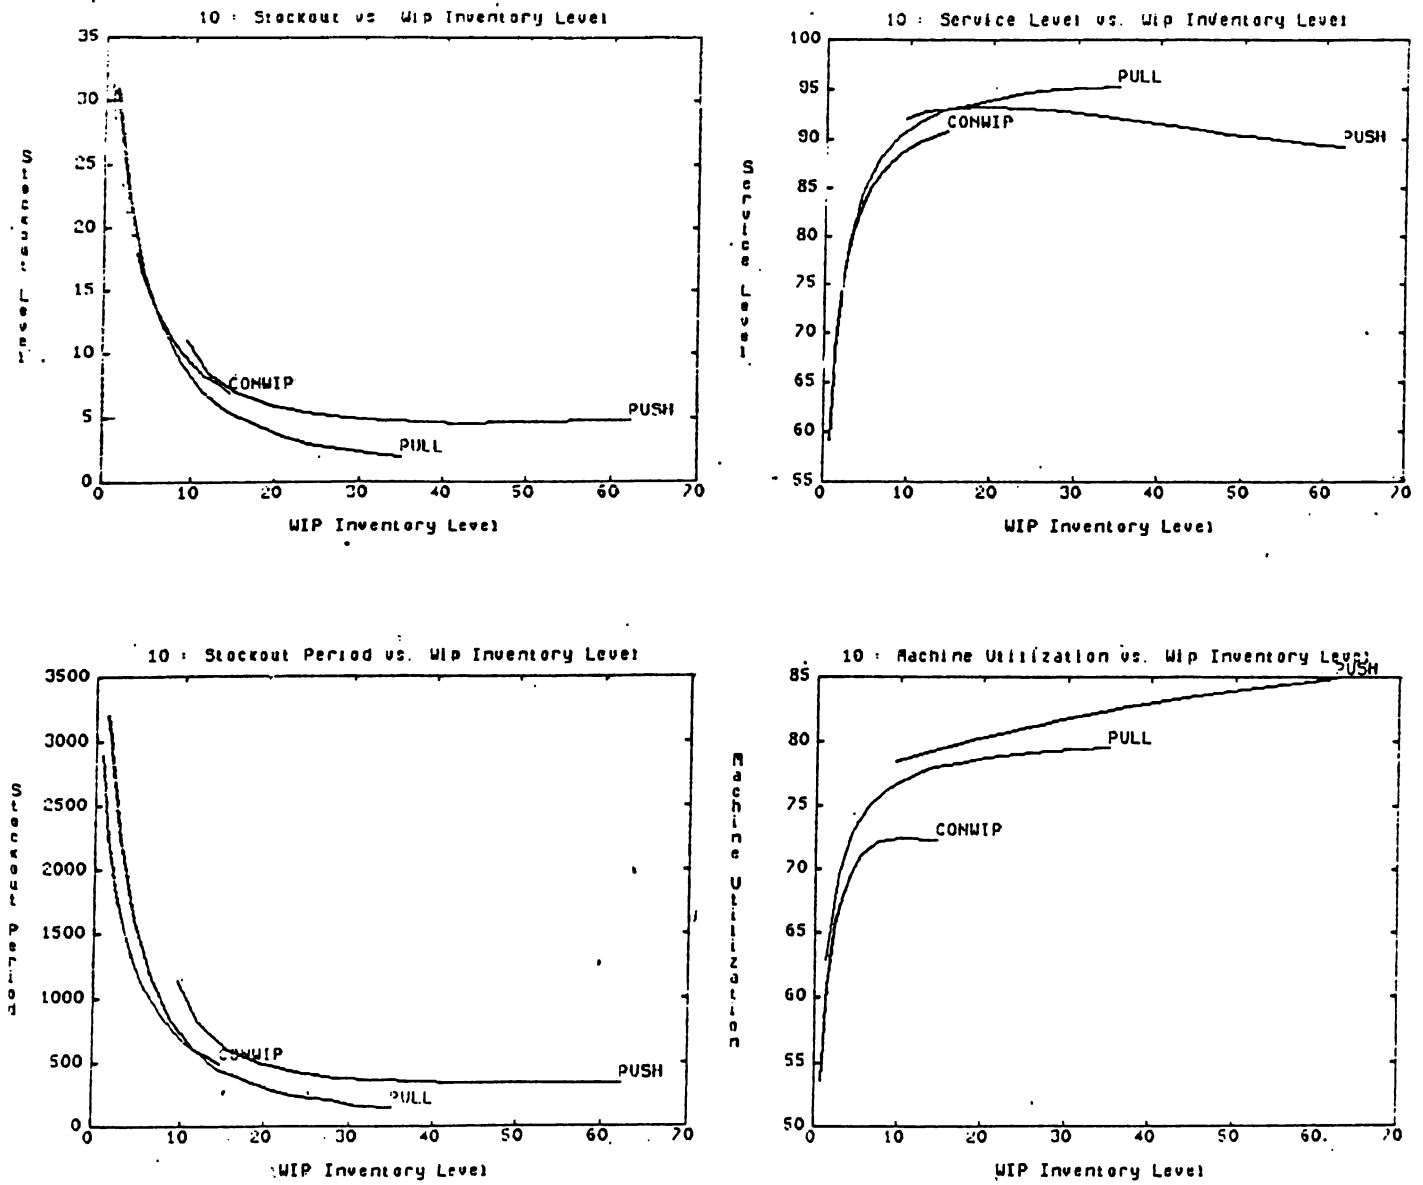 10 : Stockout vs Wip Inventory Level
35
30
25
20
15
10
5
0
Stockout Level
CONWIP
PUSH
PULL
0 10 20 30 40 50 60 70
WIP Inventory Level
10 : Service Level vs. Wip Inventory Level
100
95
90
85
80
75
70
65
60
55
Service Level
PULL
CONWIP
PUSH
0 10 20 30 40 50 60 70
WIP Inventory Level
10 : Stockout Period vs. Wip Inventory Level
3500
3000
2500
2000
1500
1000
500
0
Stockout Period
CONWIP
PUSH
PULL
0 10 20 30 40 50 60 70
WIP Inventory Level
10 : Machine Utilization vs. Wip Inventory Level
85
80
75
70
65
60
55
50
Machine Utilization
PUSH
PULL
CONWIP
0 10 20 30 40 50 60. 70
WIP Inventory Level